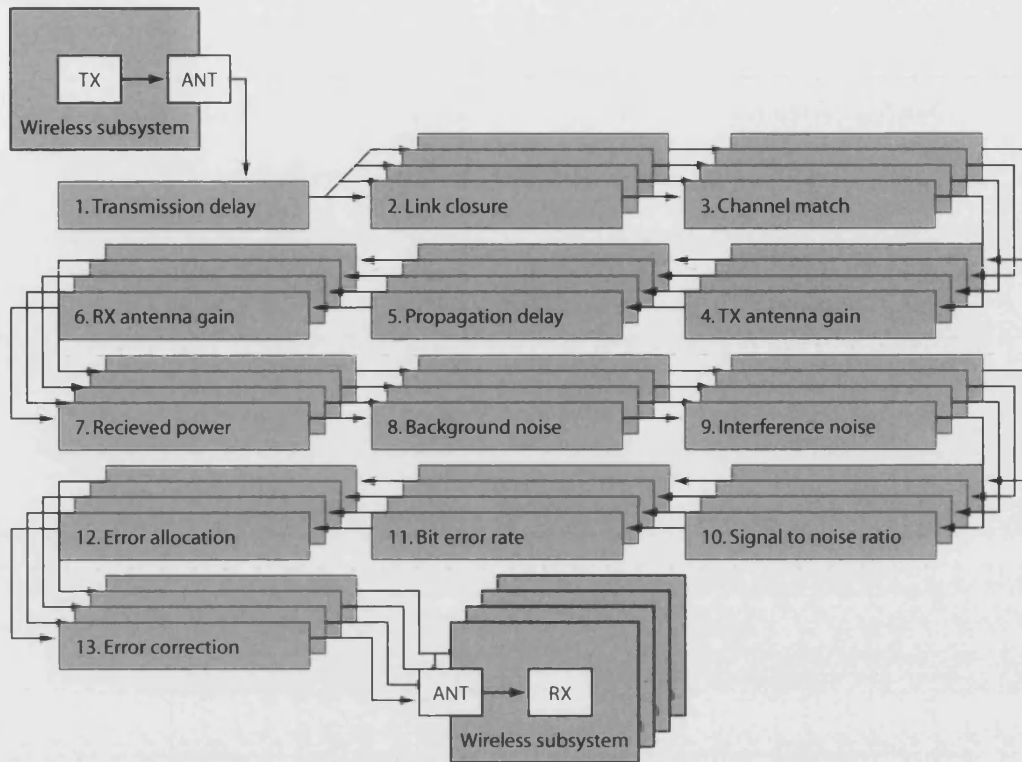 TX
ANT
Wireless subsystem
1. Transmission delay
2. Link closure
3. Channel match
6. RX antenna gain
5. Propagation delay
4. TX antenna gain
7. Recieved power
8. Background noise
9. Interference noise
12. Error allocation
11. Bit error rate
10. Signal to noise ratio
13. Error correction
ANT
RX
Wireless subsystem